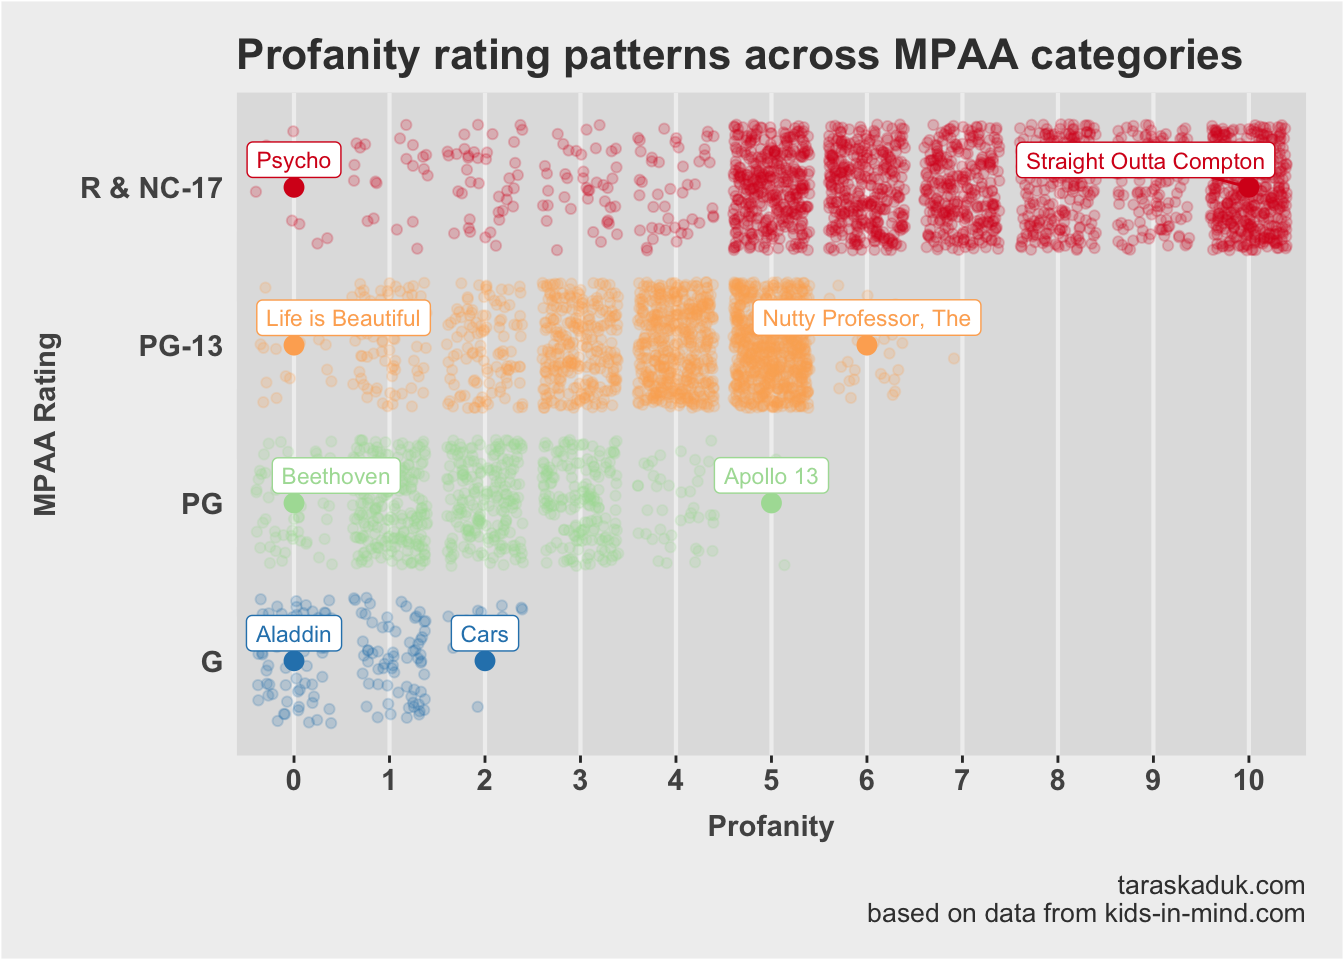 Profanity rating patterns across MPAA categories
R & NC-17
Psycho
Straight Outta Compton
PG-13
Life is Beautiful
Nutty Professor, The
PG
Beethoven
Apollo 13
G
Aladdin
Cars
MPAA Rating
0 1 2 3 4 5 6 7 8 9 10
Profanity
taraskaduk.com
based on data from kids-in-mind.com